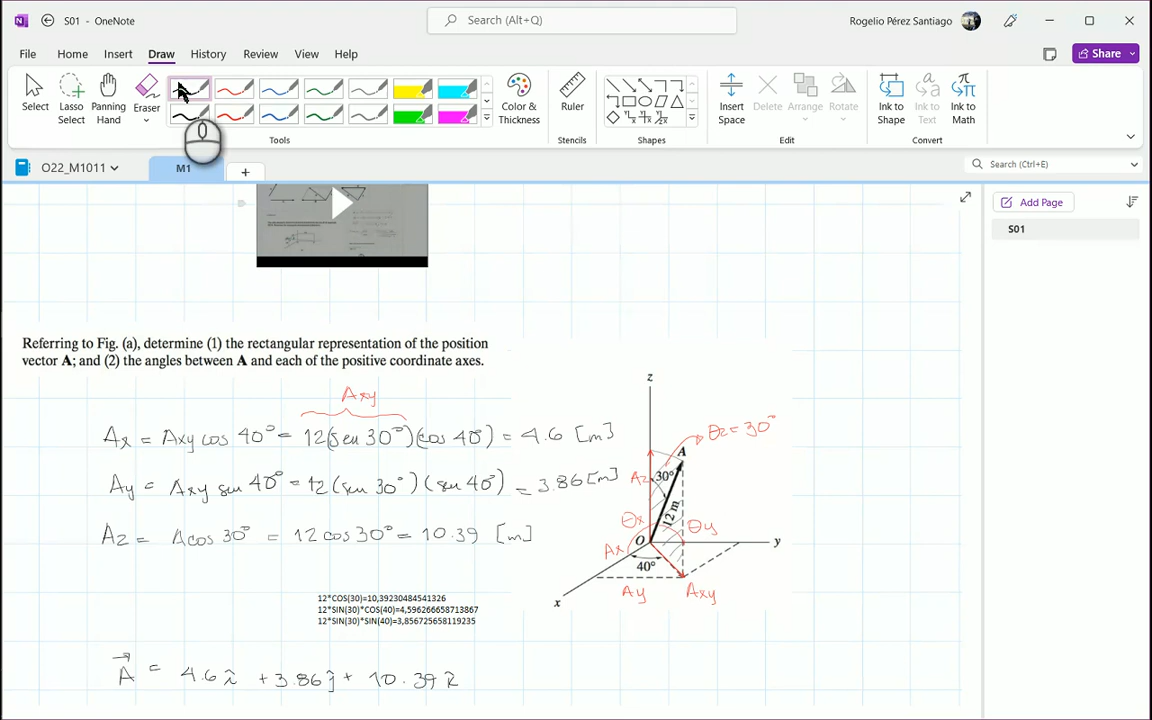 S01 - OneNote
Search (Alt+Q)
Rogelio Pérez Santiago
File Home Insert Draw History Review View Help
Share
Select
Lasso Select
Panning Hand
Eraser
Color & Thickness
Ruler
Insert Space
Delete
Arrange
Rotate
Ink to Shape
Ink to Text
Ink to Math
Tools
Stencils
Shapes
Edit
Convert
O22_M1011
M1
+
Search (Ctrl+E)
Add Page
S01
Referring to Fig. (a), determine (1) the rectangular representation of the position
vector A; and (2) the angles between A and each of the positive coordinate axes.
Axy
Ax = Axy cos 40° = 12(sen 30°)(cos 40°) = 4.6 [m]
Ay = Axy sen 40° = 12(sen 30°)(sen 40°) = 3.86 [m]
Az = A cos 30° = 12 cos 30° = 10.39 [m]
12*COS(30)=10,39230484541326
12*SIN(30)*COS(40)=4,596266658713867
12*SIN(30)*SIN(40)=3,856725658119235
A = 4.6 î + 3.86 ĵ + 10.39 k̂
z
θz = 30°
A
Az
30°
12 m
θx
θy
O
y
Ax
40°
Ay
Axy
x